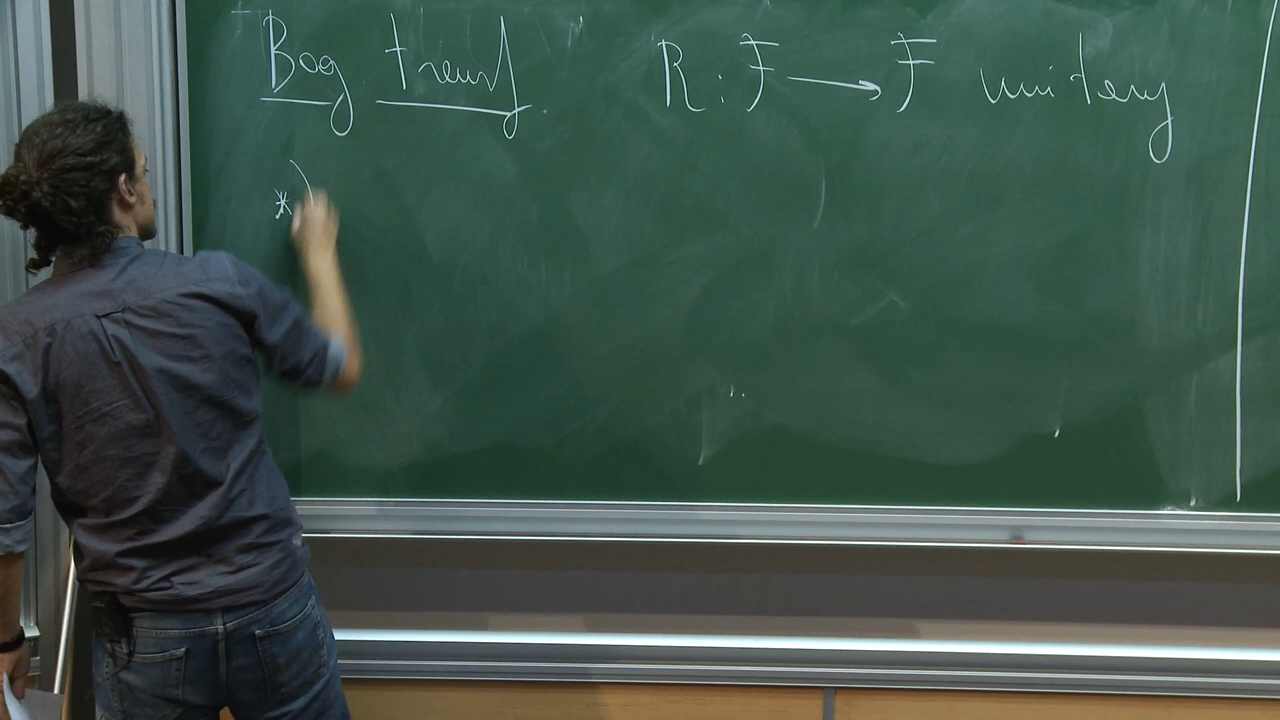 Bog. transf. R: F → F unitary
*)